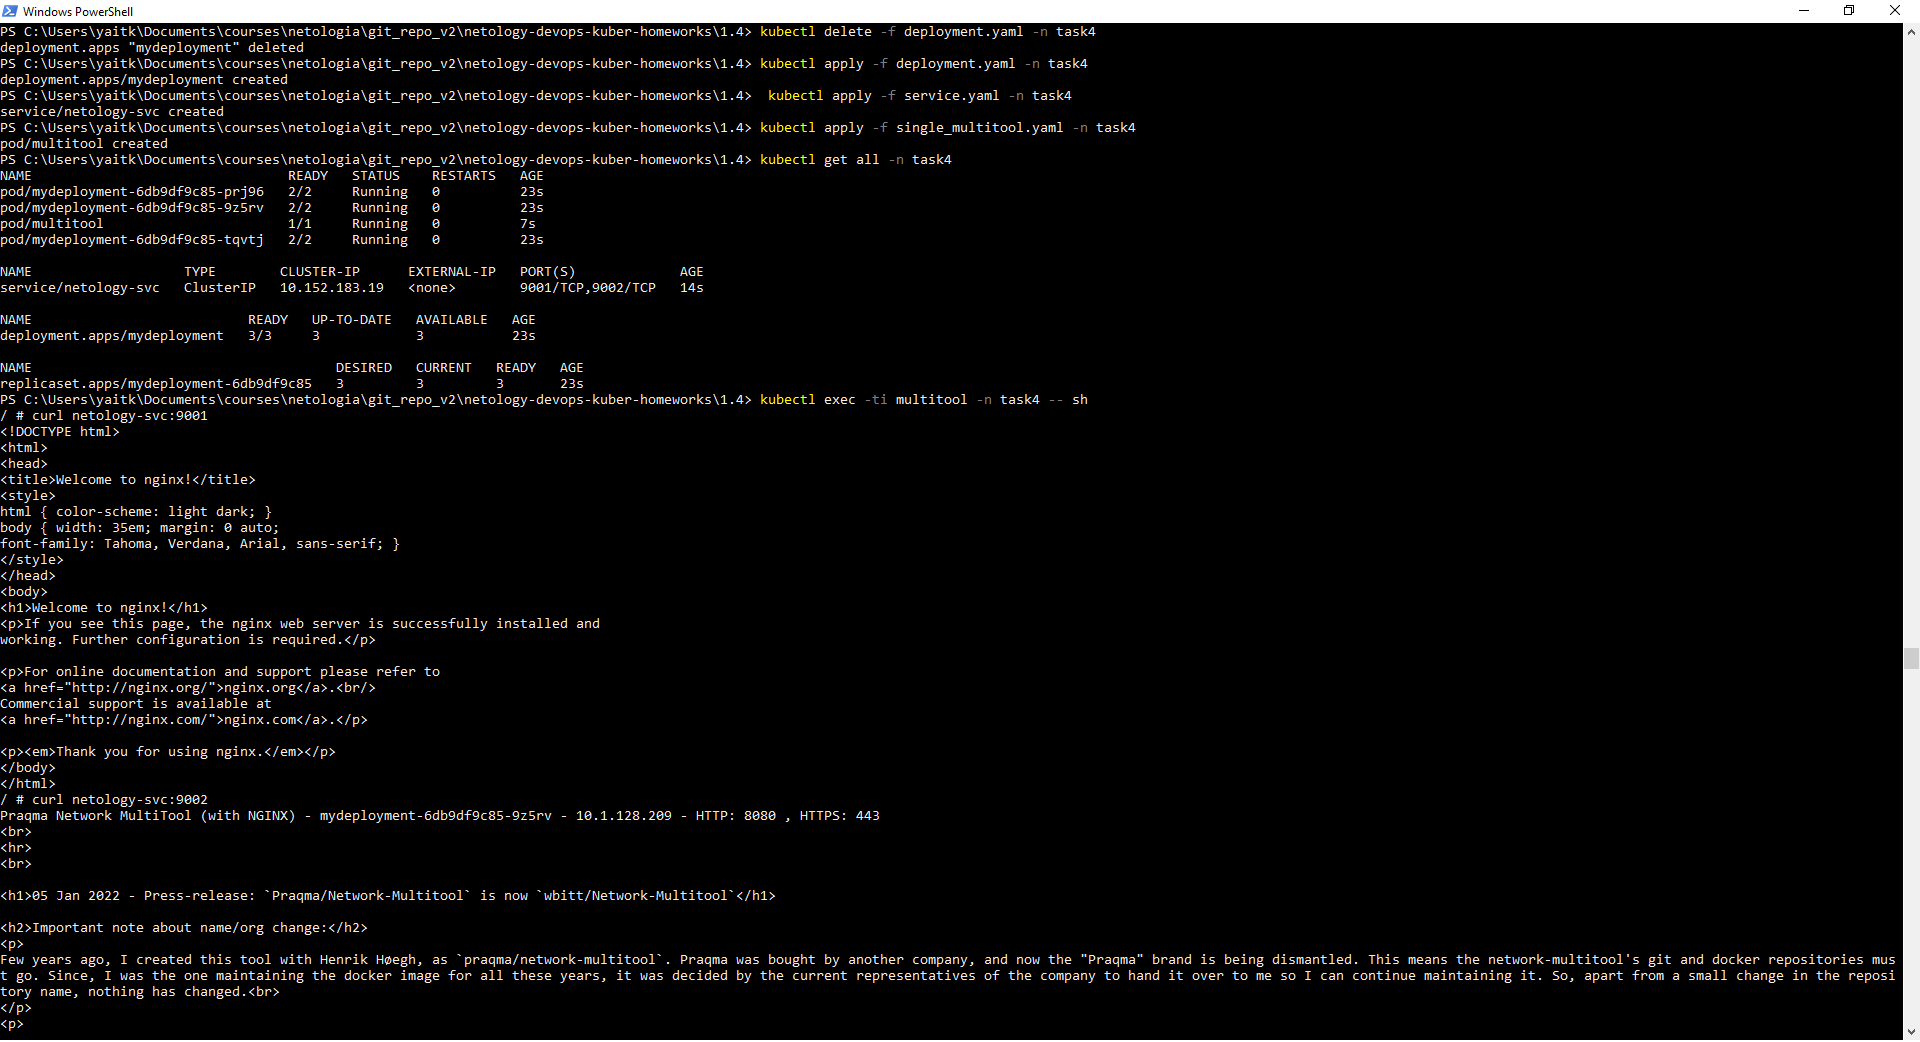 Windows PowerShell
PS C:\Users\yaitk\Documents\courses\netologia\git_repo_v2\netology-devops-kuber-homeworks\1.4> kubectl delete -f deployment.yaml -n task4
deployment.apps "mydeployment" deleted
PS C:\Users\yaitk\Documents\courses\netologia\git_repo_v2\netology-devops-kuber-homeworks\1.4> kubectl apply -f deployment.yaml -n task4
deployment.apps/mydeployment created
PS C:\Users\yaitk\Documents\courses\netologia\git_repo_v2\netology-devops-kuber-homeworks\1.4>  kubectl apply -f service.yaml -n task4
service/netology-svc created
PS C:\Users\yaitk\Documents\courses\netologia\git_repo_v2\netology-devops-kuber-homeworks\1.4> kubectl apply -f single_multitool.yaml -n task4
pod/multitool created
PS C:\Users\yaitk\Documents\courses\netologia\git_repo_v2\netology-devops-kuber-homeworks\1.4> kubectl get all -n task4
NAME                                READY   STATUS    RESTARTS   AGE
pod/mydeployment-6db9df9c85-prj96   2/2     Running   0          23s
pod/mydeployment-6db9df9c85-9z5rv   2/2     Running   0          23s
pod/multitool                       1/1     Running   0          7s
pod/mydeployment-6db9df9c85-tqvtj   2/2     Running   0          23s

NAME                   TYPE        CLUSTER-IP      EXTERNAL-IP   PORT(S)             AGE
service/netology-svc   ClusterIP   10.152.183.19   <none>        9001/TCP,9002/TCP   14s

NAME                           READY   UP-TO-DATE   AVAILABLE   AGE
deployment.apps/mydeployment   3/3     3            3           23s

NAME                                      DESIRED   CURRENT   READY   AGE
replicaset.apps/mydeployment-6db9df9c85   3         3         3       23s
PS C:\Users\yaitk\Documents\courses\netologia\git_repo_v2\netology-devops-kuber-homeworks\1.4> kubectl exec -ti multitool -n task4 -- sh
/ # curl netology-svc:9001
<!DOCTYPE html>
<html>
<head>
<title>Welcome to nginx!</title>
<style>
html { color-scheme: light dark; }
body { width: 35em; margin: 0 auto;
font-family: Tahoma, Verdana, Arial, sans-serif; }
</style>
</head>
<body>
<h1>Welcome to nginx!</h1>
<p>If you see this page, the nginx web server is successfully installed and
working. Further configuration is required.</p>

<p>For online documentation and support please refer to
<a href="http://nginx.org/">nginx.org</a>.<br/>
Commercial support is available at
<a href="http://nginx.com/">nginx.com</a>.</p>

<p><em>Thank you for using nginx.</em></p>
</body>
</html>
/ # curl netology-svc:9002
Praqma Network MultiTool (with NGINX) - mydeployment-6db9df9c85-9z5rv - 10.1.128.209 - HTTP: 8080 , HTTPS: 443
<br>
<hr>
<br>

<h1>05 Jan 2022 - Press-release: `Praqma/Network-Multitool` is now `wbitt/Network-Multitool`</h1>

<h2>Important note about name/org change:</h2>
<p>
Few years ago, I created this tool with Henrik Høegh, as `praqma/network-multitool`. Praqma was bought by another company, and now the "Praqma" brand is being dismantled. This means the network-multitool's git and docker repositories mus
t go. Since, I was the one maintaining the docker image for all these years, it was decided by the current representatives of the company to hand it over to me so I can continue maintaining it. So, apart from a small change in the reposi
tory name, nothing has changed.<br>
</p>
<p>